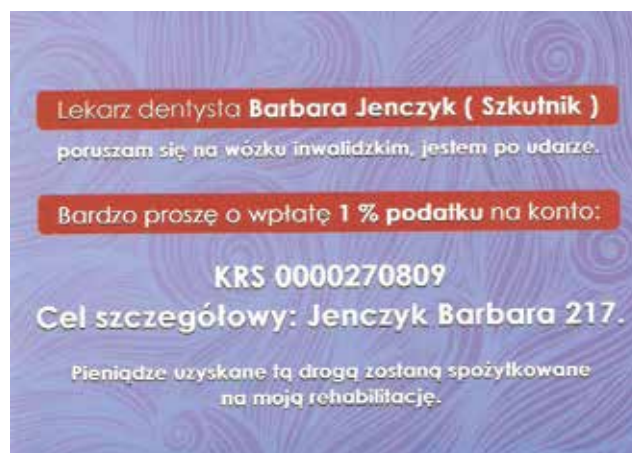 Lekarz dentysta Barbara Jenczyk ( Szkutnik )
poruszam się na wózku inwalidzkim, jestem po udarze.
Bardzo proszę o wpłatę 1 % podatku na konto:
KRS 0000270809
Cel szczegółowy: Jenczyk Barbara 217.
Pieniądze uzyskane tą drogą zostaną spożytkowane
na moją rehabilitację.